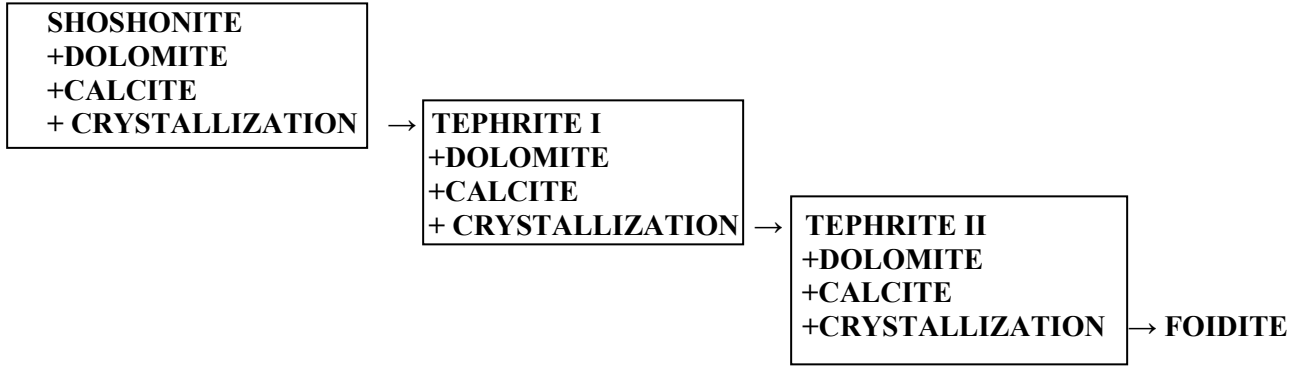 SHOSHONITE
+DOLOMITE
+CALCITE
+ CRYSTALLIZATION →
TEPHRITE I
+DOLOMITE
+CALCITE
+ CRYSTALLIZATION →
TEPHRITE II
+DOLOMITE
+CALCITE
+CRYSTALLIZATION → FOIDITE